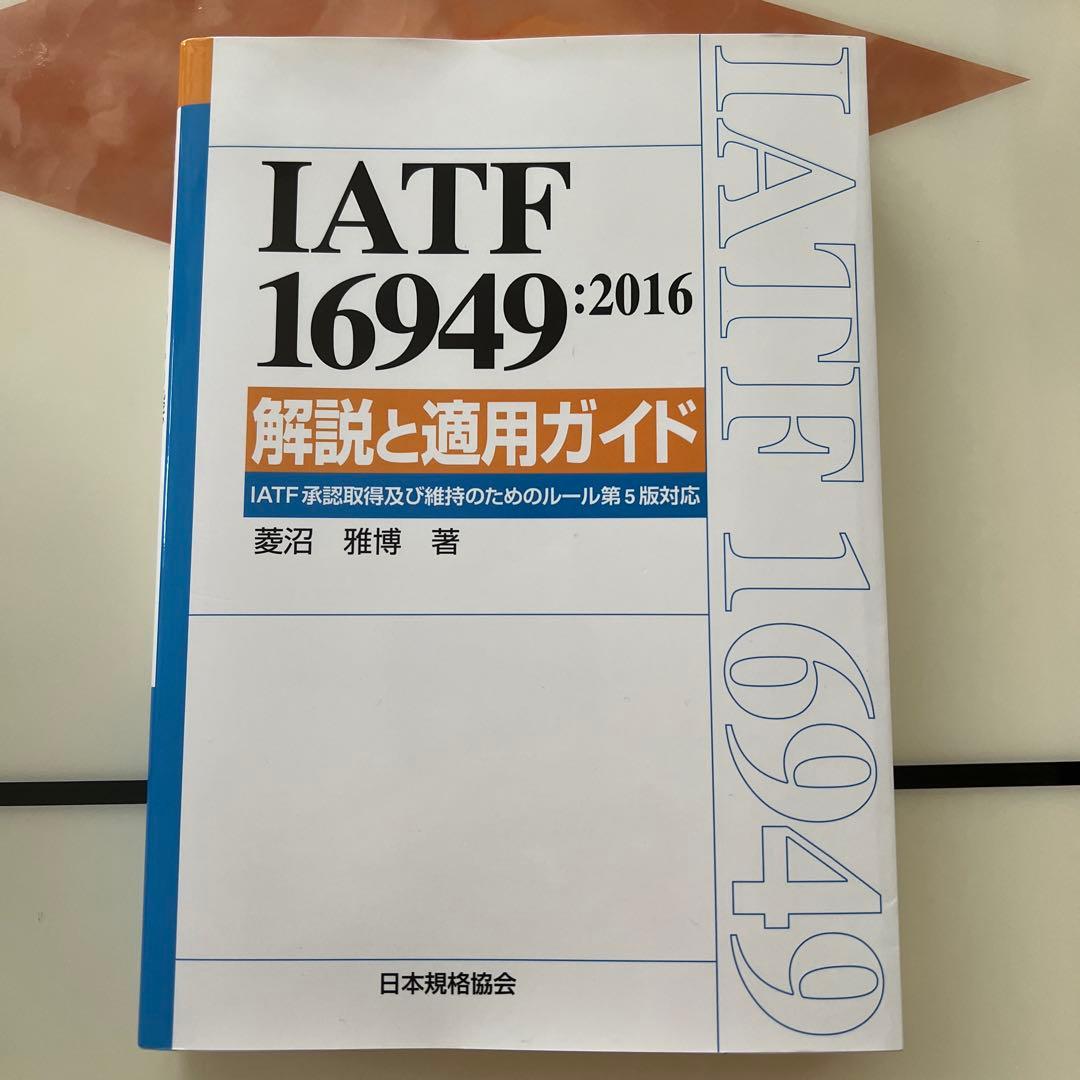 IATF
16949:2016
解説と適用ガイド
IATF 承認取得及び維持のためのルール第5版対応
菱沼 雅博 著
日本規格協会
IATF 16949